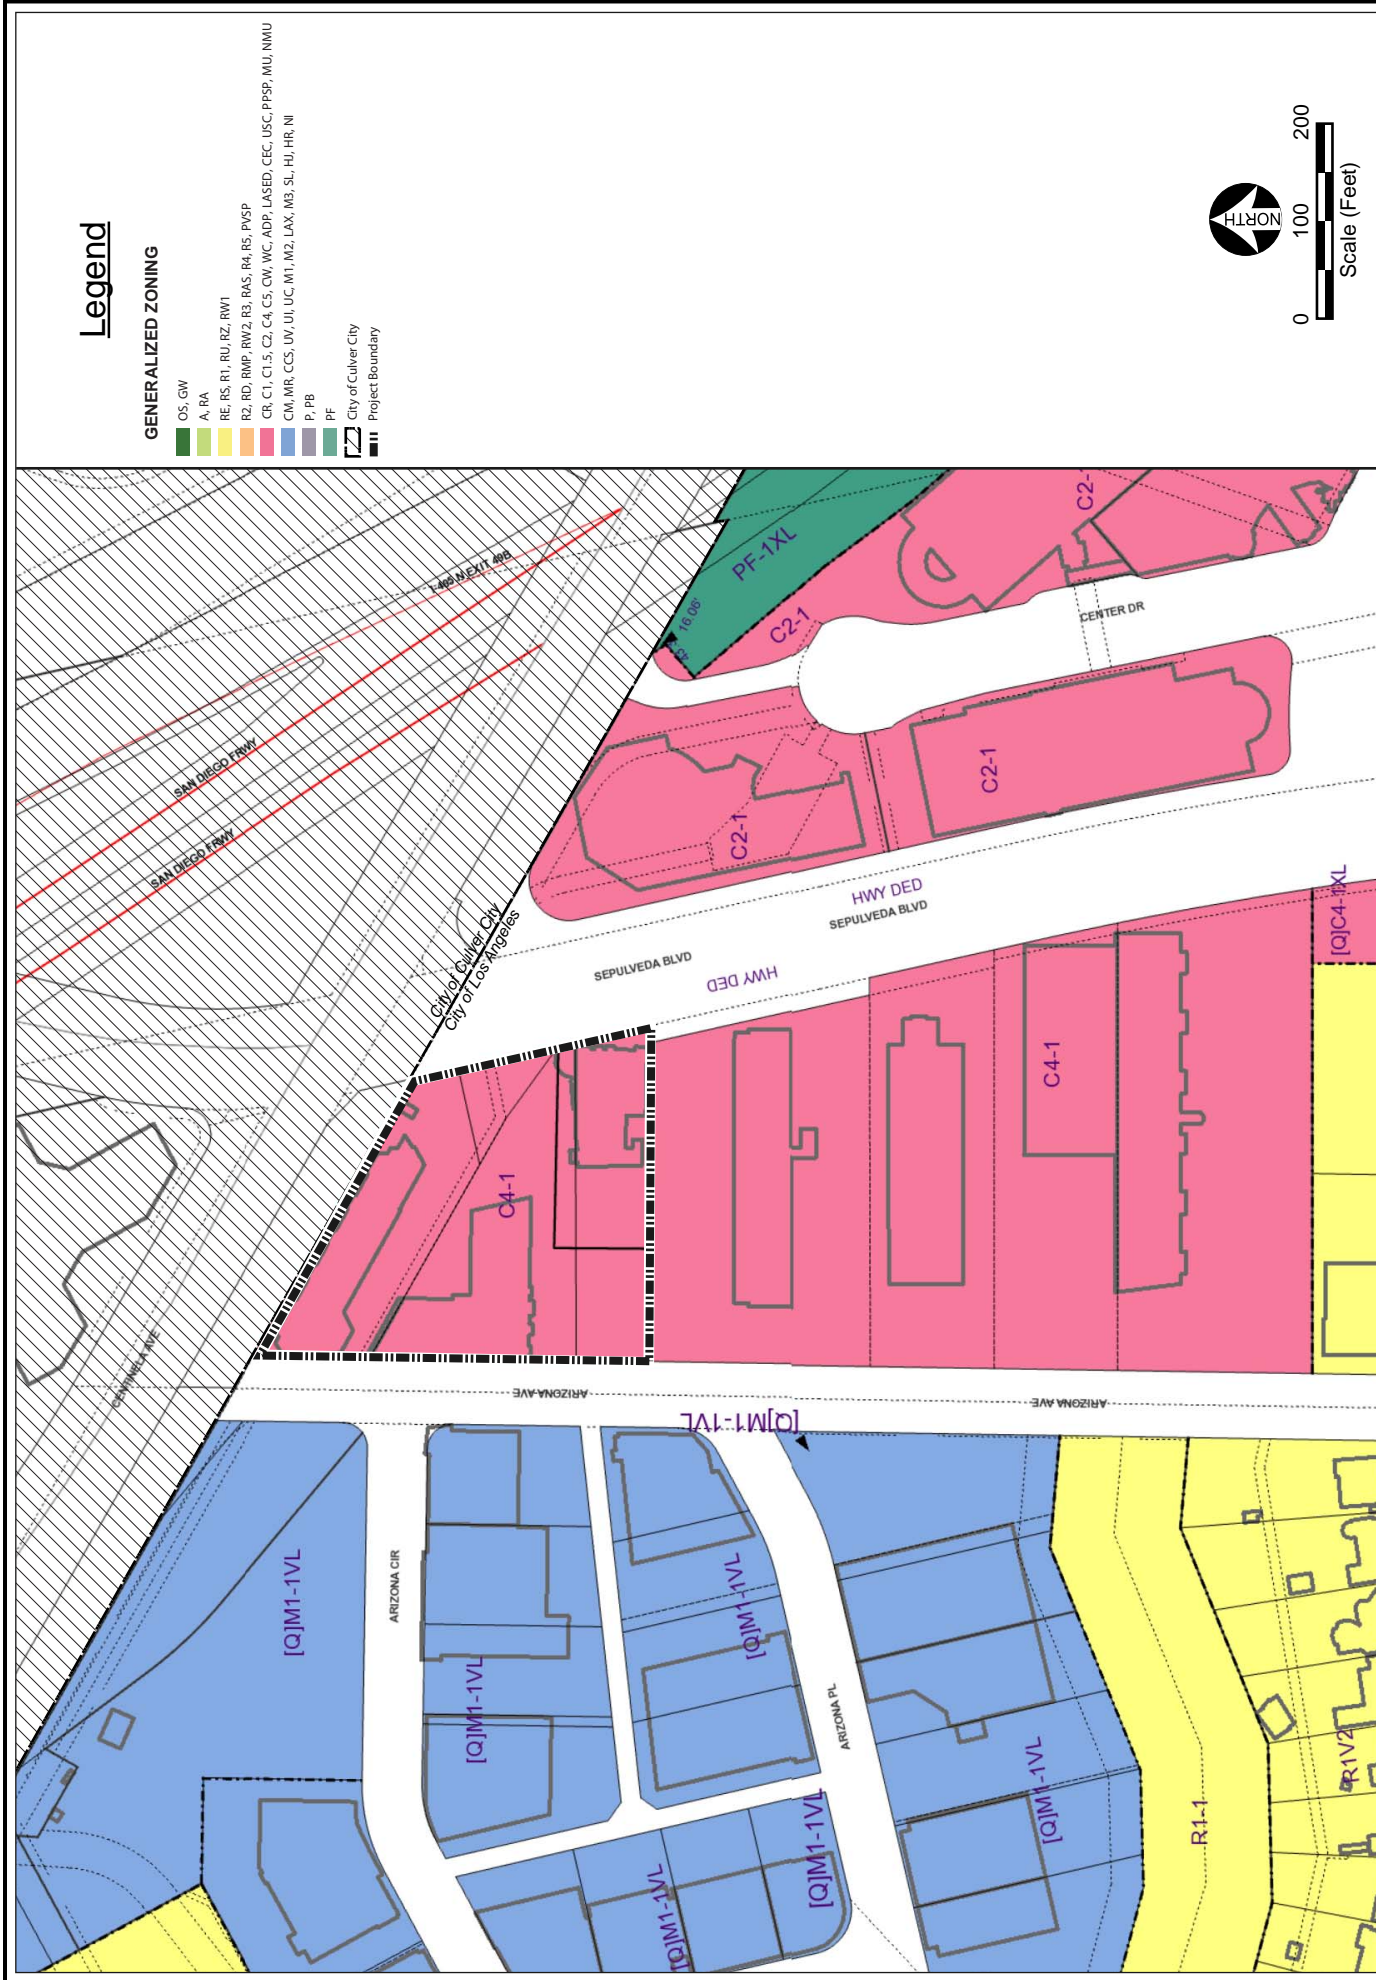 Legend
GENERALIZED ZONING
OS, GW
A, RA
RE, RS, R1, RU, RZ, RW1
R2, RD, RMP, RW2, R3, RAS, R4, R5, PVSP
CR, C1, C1.5, C2, C4, C5, CW, WC, ADP, LASED, CEC, USC, PPSP, MU, NMU
CM, MR, CCS, UV, UI, UC, M1, M2, LAX, M3, SL, HJ, HR, NI
P, PB
PF
City of Culver City
Project Boundary
NORTH
0 100 200
Scale (Feet)
I-405 N EXIT 49B
SAN DIEGO FRWY
SAN DIEGO FRWY
City of Culver City
City of Los Angeles
CENTINELA AVE
PF-1XL
16.06'
C2-1
C2-
CENTER DR
C2-1
C2-1
HWY DED
SEPULVEDA BLVD
SEPULVEDA BLVD
HWY DED
[Q]C4-1XL
C4-1
C4-1
ARIZONA AVE
ARIZONA AVE
[Q]M1-1VL
[Q]M1-1VL
ARIZONA CIR
[Q]M1-1VL
[Q]M1-1VL
ARIZONA PL
[Q]M1-1VL
[Q]M1-1VL
[Q]M1-1VL
R1-1
R1V2